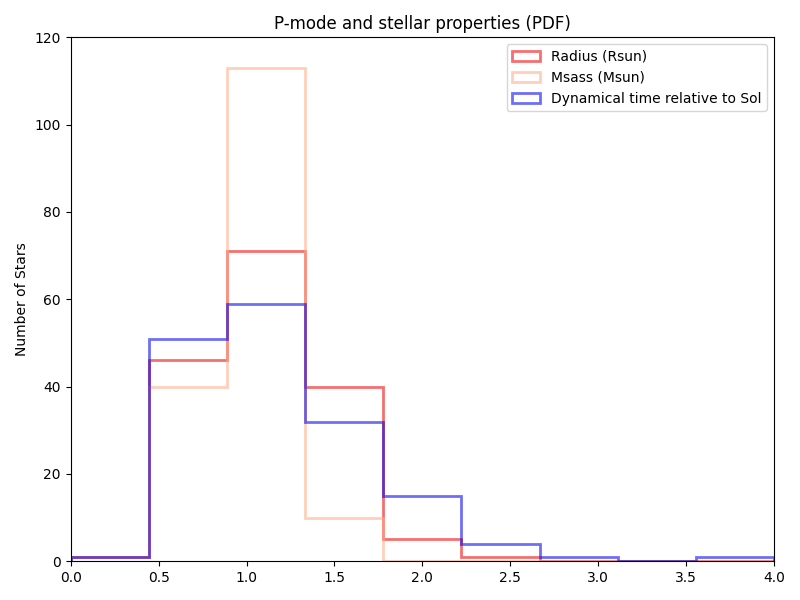 P-mode and stellar properties (PDF)
Radius (Rsun)
Msass (Msun)
Dynamical time relative to Sol
Number of Stars
120
100
80
60
40
20
0
0.0 0.5 1.0 1.5 2.0 2.5 3.0 3.5 4.0